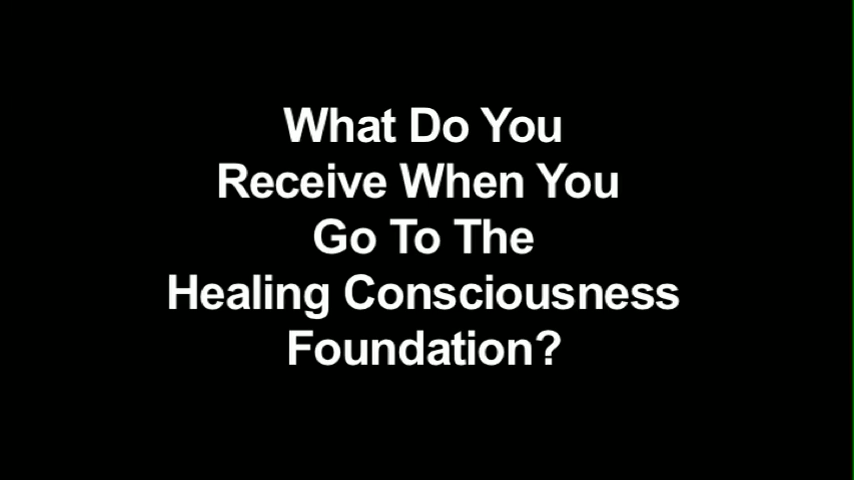 What Do You
Receive When You
Go To The
Healing Consciousness
Foundation?